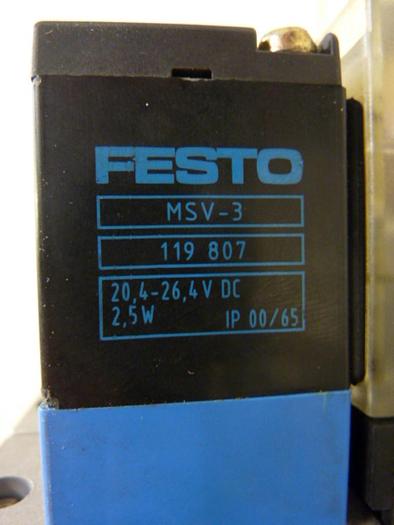 FESTO
MSV-3
119 807
20,4-26,4 V DC
2,5W IP 00/65